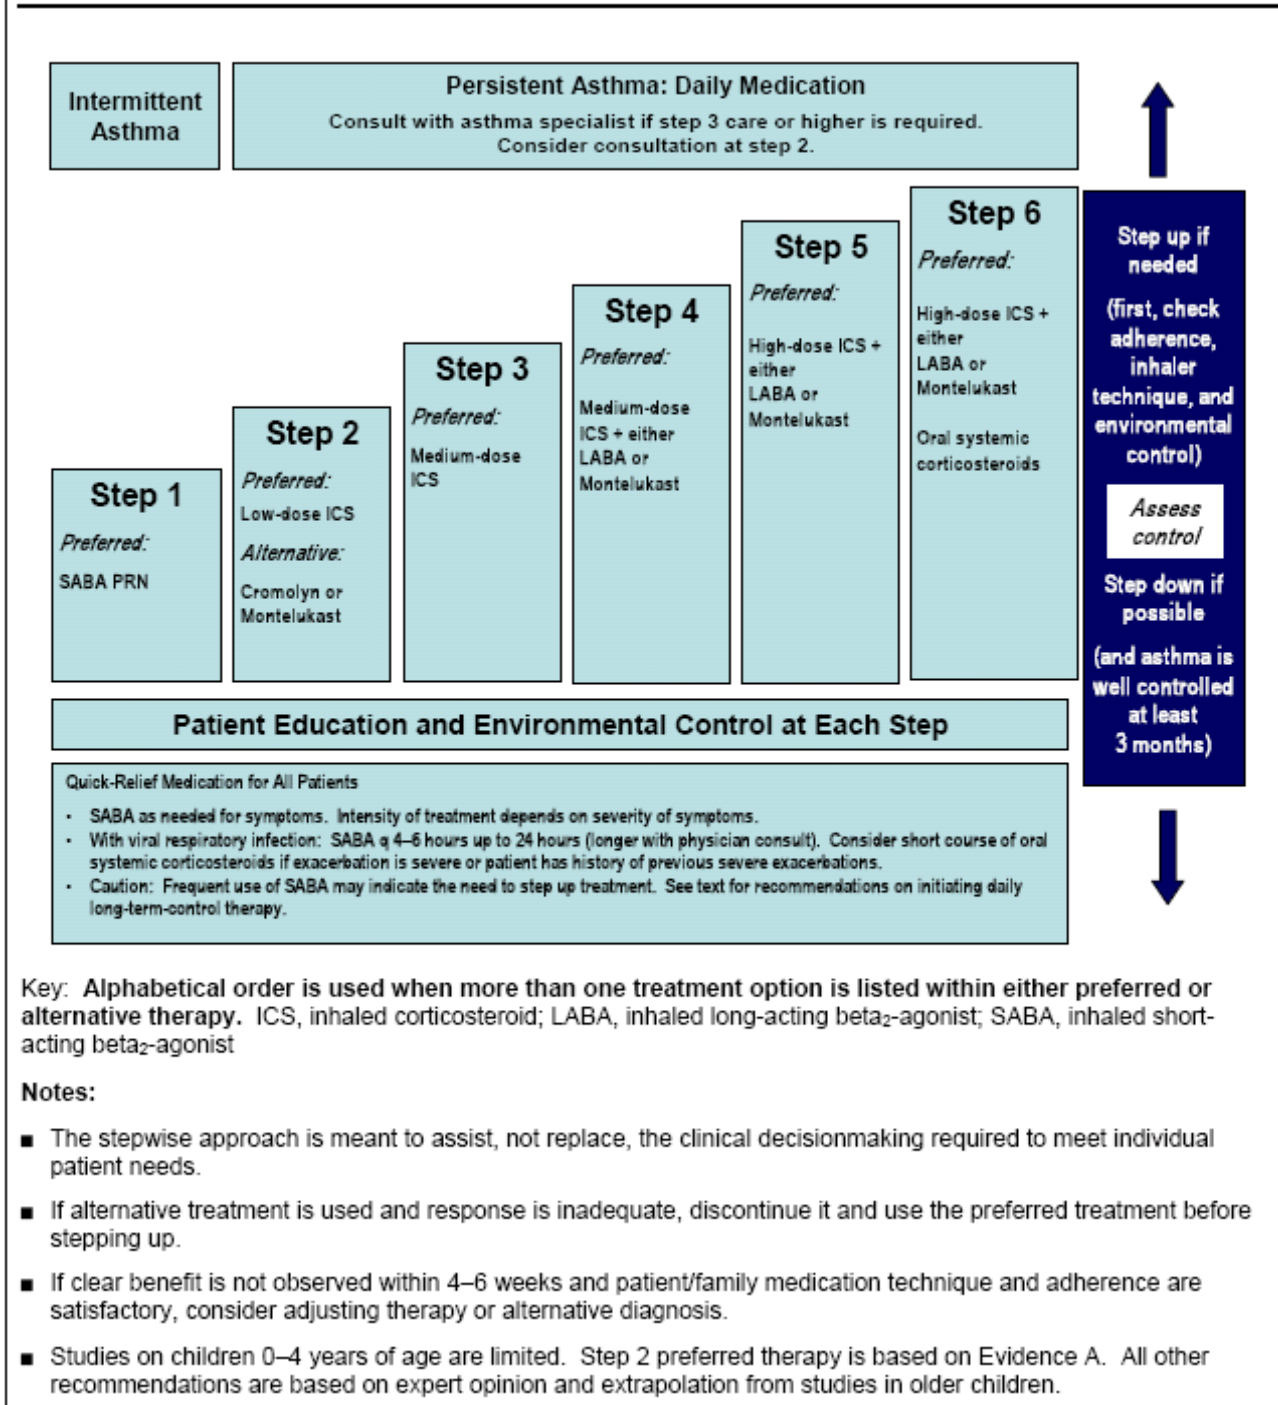 Intermittent
Asthma
Persistent Asthma: Daily Medication
Consult with asthma specialist if step 3 care or higher is required.
Consider consultation at step 2.
Step 1
Preferred:
SABA PRN
Step 2
Preferred:
Low-dose ICS
Alternative:
Cromolyn or
Montelukast
Step 3
Preferred:
Medium-dose
ICS
Step 4
Preferred:
Medium-dose
ICS + either
LABA or
Montelukast
Step 5
Preferred:
High-dose ICS +
either
LABA or
Montelukast
Step 6
Preferred:
High-dose ICS +
either
LABA or
Montelukast
Oral systemic
corticosteroids
Step up if
needed
(first, check
adherence,
inhaler
technique, and
environmental
control)
Assess
control
Step down if
possible
(and asthma is
well controlled
at least
3 months)
Patient Education and Environmental Control at Each Step
Quick-Relief Medication for All Patients
• SABA as needed for symptoms. Intensity of treatment depends on severity of symptoms.
• With viral respiratory infection: SABA q 4–6 hours up to 24 hours (longer with physician consult). Consider short course of oral
systemic corticosteroids if exacerbation is severe or patient has history of previous severe exacerbations.
• Caution: Frequent use of SABA may indicate the need to step up treatment. See text for recommendations on initiating daily
long-term-control therapy.
Key: Alphabetical order is used when more than one treatment option is listed within either preferred or
alternative therapy. ICS, inhaled corticosteroid; LABA, inhaled long-acting beta₂-agonist; SABA, inhaled short-
acting beta₂-agonist
Notes:
■ The stepwise approach is meant to assist, not replace, the clinical decisionmaking required to meet individual
patient needs.
■ If alternative treatment is used and response is inadequate, discontinue it and use the preferred treatment before
stepping up.
■ If clear benefit is not observed within 4–6 weeks and patient/family medication technique and adherence are
satisfactory, consider adjusting therapy or alternative diagnosis.
■ Studies on children 0–4 years of age are limited. Step 2 preferred therapy is based on Evidence A. All other
recommendations are based on expert opinion and extrapolation from studies in older children.